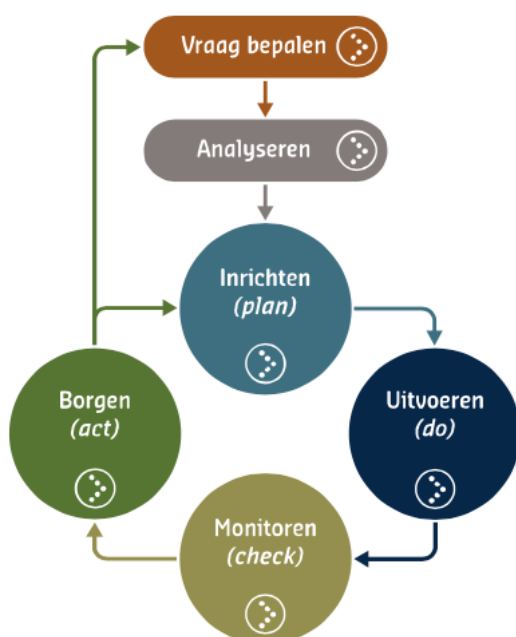 Vraag bepalen
Analyseren
Inrichten
(plan)
Uitvoeren
(do)
Monitoren
(check)
Borgen
(act)